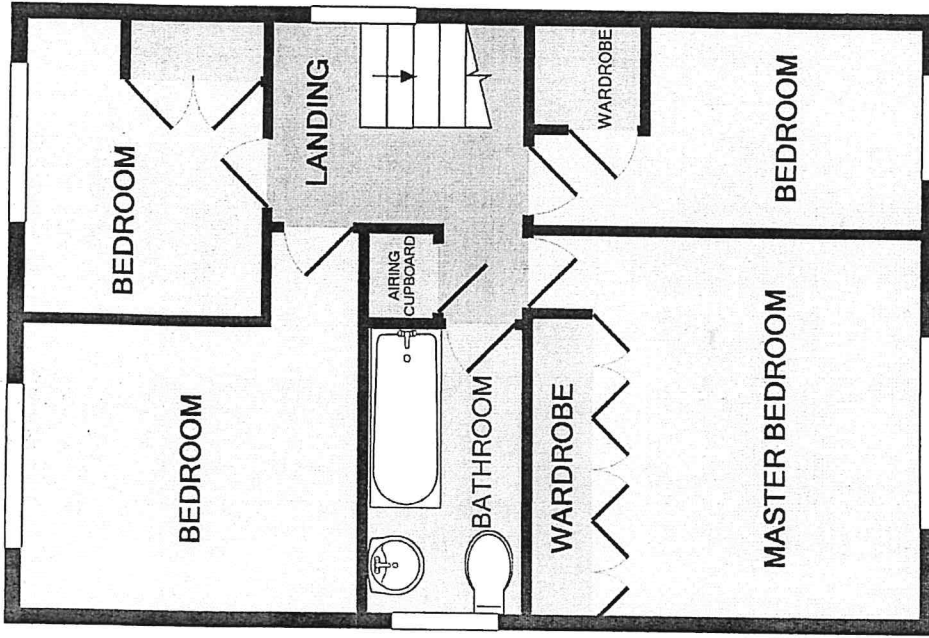 BEDROOM
BEDROOM
LANDING
AIRING
CUPBOARD
BATHROOM
WARDROBE
MASTER BEDROOM
WARDROBE
BEDROOM